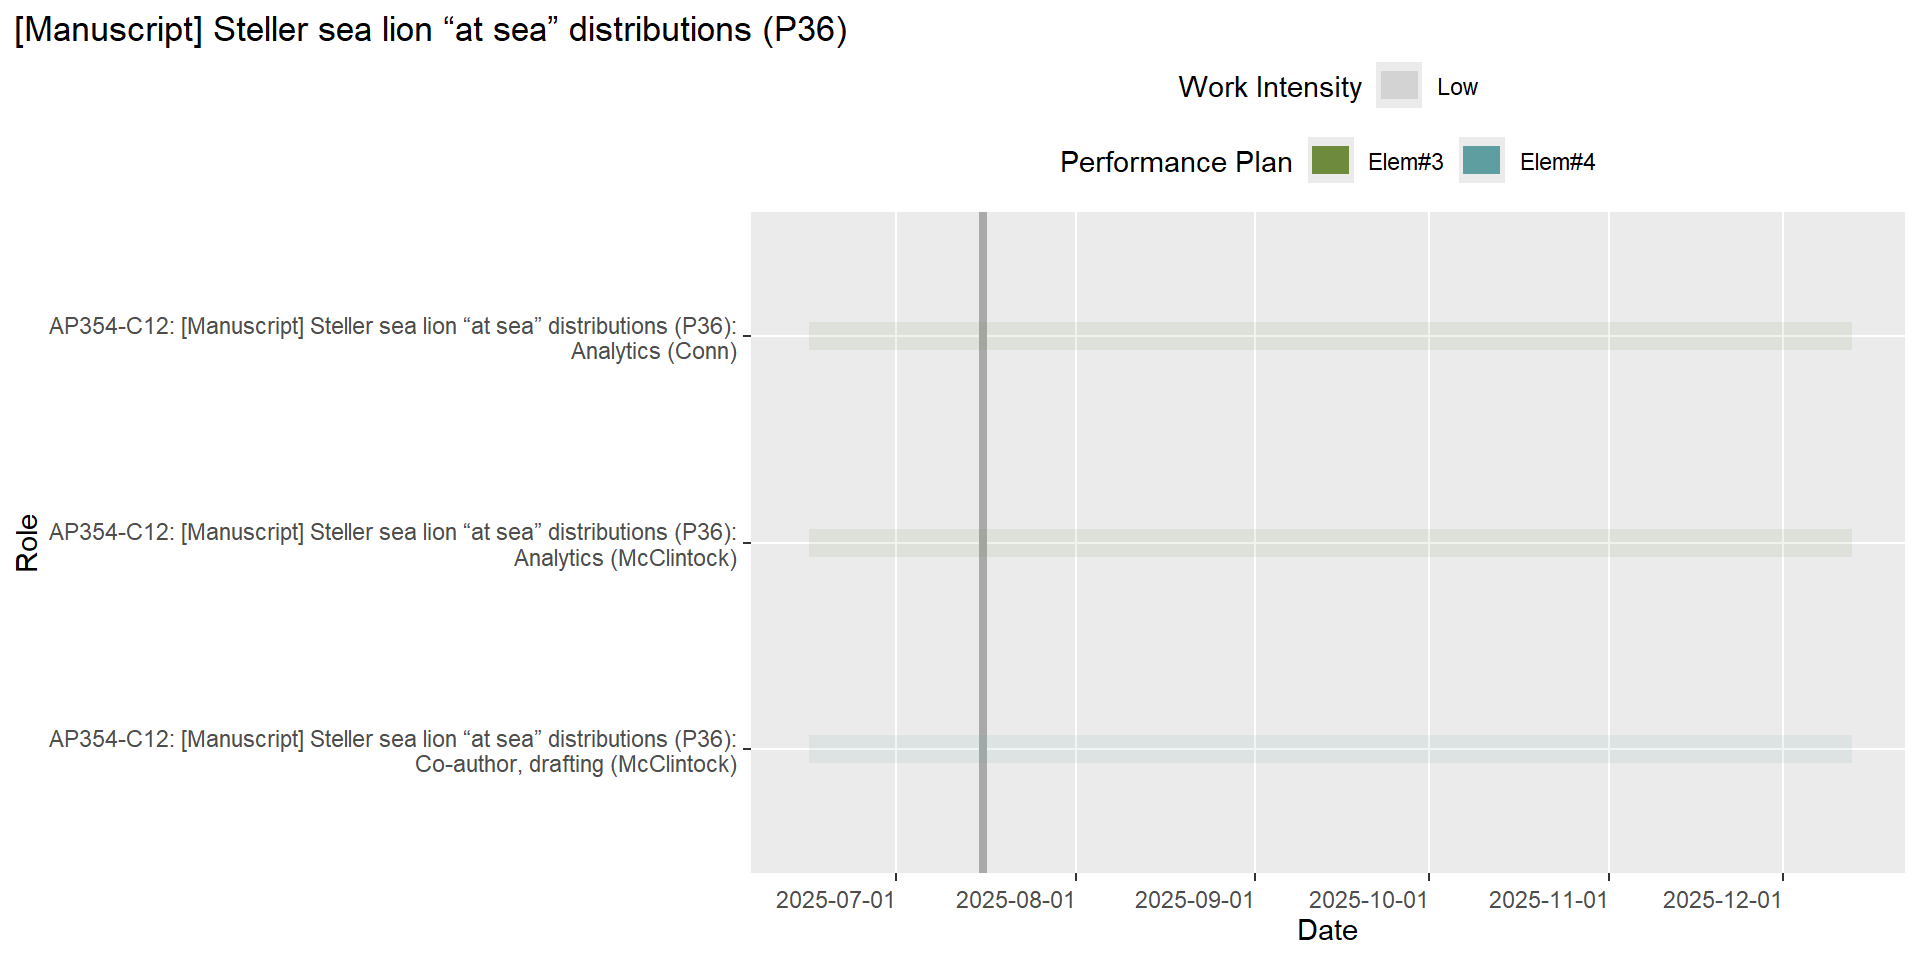 [Manuscript] Steller sea lion “at sea” distributions (P36)
Work Intensity Low
Performance Plan Elem#3 Elem#4
AP354-C12: [Manuscript] Steller sea lion “at sea” distributions (P36):
Analytics (Conn)
AP354-C12: [Manuscript] Steller sea lion “at sea” distributions (P36):
Analytics (McClintock)
AP354-C12: [Manuscript] Steller sea lion “at sea” distributions (P36):
Co-author, drafting (McClintock)
Role
2025-07-01 2025-08-01 2025-09-01 2025-10-01 2025-11-01 2025-12-01
Date